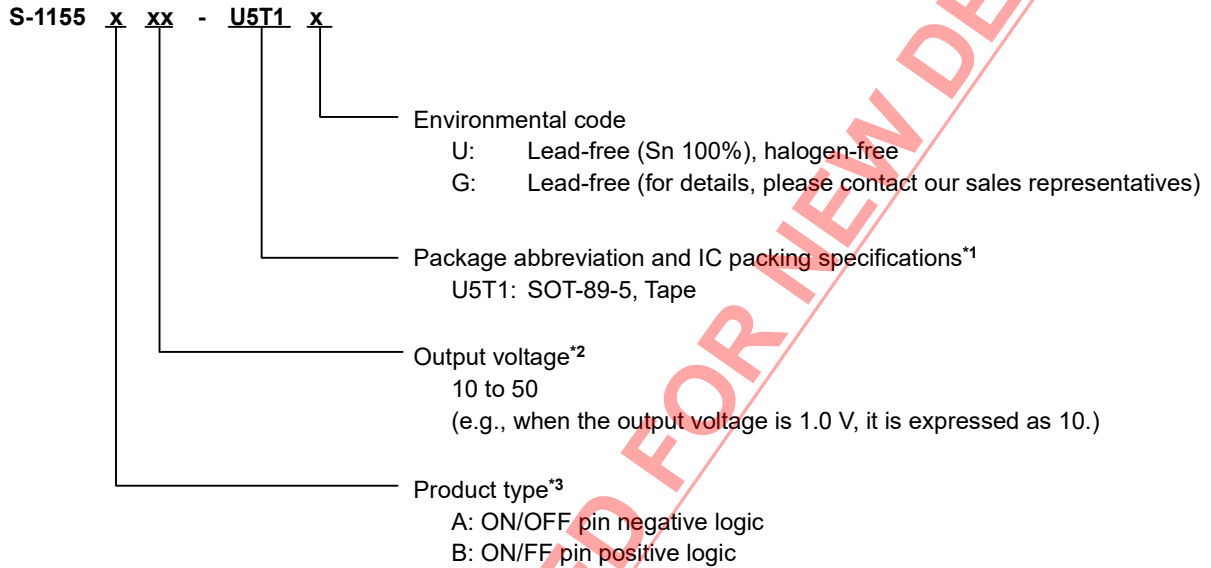 S-1155 x xx - U5T1 x
Environmental code
U: Lead-free (Sn 100%), halogen-free
G: Lead-free (for details, please contact our sales representatives)
Package abbreviation and IC packing specifications*1
U5T1: SOT-89-5, Tape
Output voltage*2
10 to 50
(e.g., when the output voltage is 1.0 V, it is expressed as 10.)
Product type*3
A: ON/OFF pin negative logic
B: ON/FF pin positive logic
FOR NEW